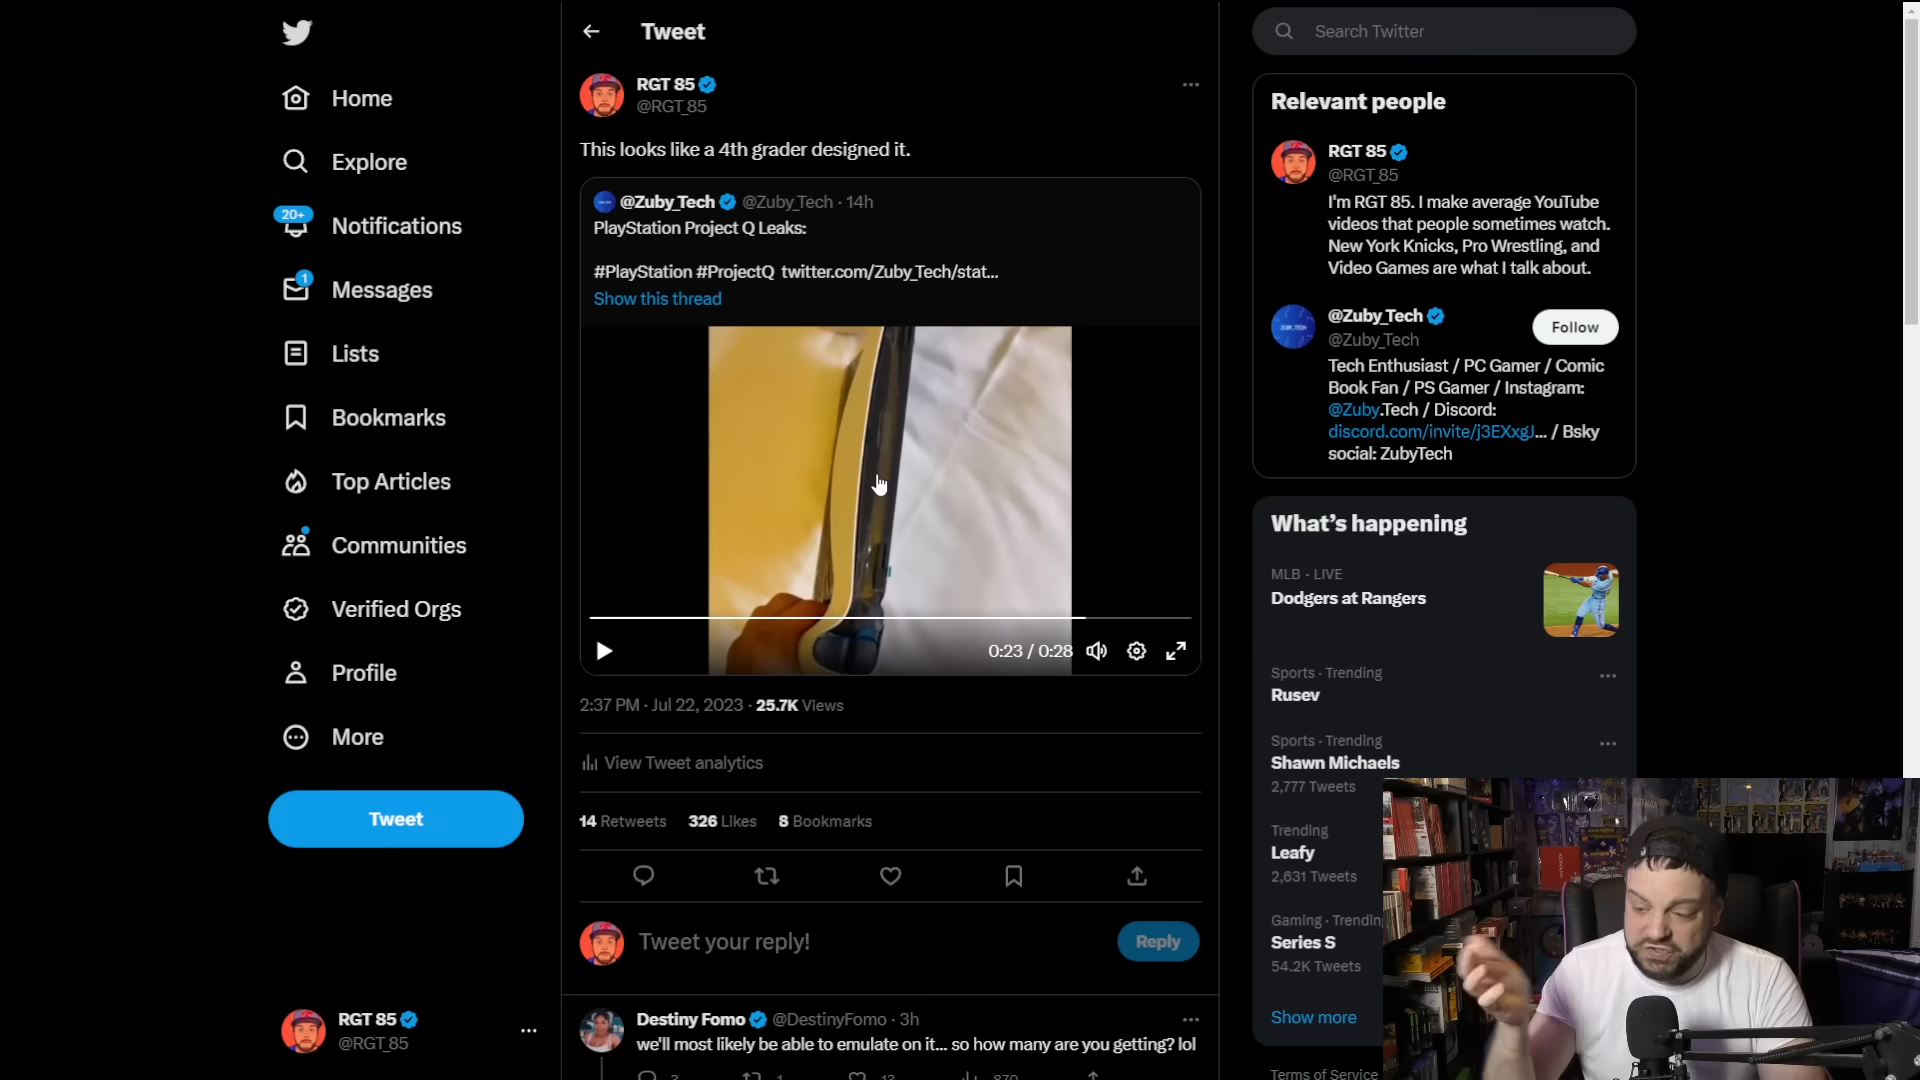 Home
Explore
20+
Notifications
1
Messages
Lists
Bookmarks
Top Articles
Communities
Verified Orgs
Profile
More
Tweet
RGT 85
@RGT_85
Tweet
RGT 85
@RGT_85
This looks like a 4th grader designed it.
@Zuby_Tech @Zuby_Tech · 14h
PlayStation Project Q Leaks:
#PlayStation #ProjectQ twitter.com/Zuby_Tech/stat...
Show this thread
0:23 / 0:28
2:37 PM · Jul 22, 2023 · 25.7K Views
View Tweet analytics
14 Retweets 326 Likes 8 Bookmarks
Tweet your reply!
Reply
Destiny Fomo @DestinyFomo · 3h
we'll most likely be able to emulate on it... so how many are you getting? lol
3 1 13 870
Search Twitter
Relevant people
RGT 85
@RGT_85
I'm RGT 85. I make average YouTube
videos that people sometimes watch.
New York Knicks, Pro Wrestling, and
Video Games are what I talk about.
@Zuby_Tech
@Zuby_Tech
Follow
Tech Enthusiast / PC Gamer / Comic
Book Fan / PS Gamer / Instagram:
@Zuby.Tech / Discord:
discord.com/invite/j3EXxgJ... / Bsky
social: ZubyTech
What's happening
MLB · LIVE
Dodgers at Rangers
Sports · Trending
Rusev
Sports · Trending
Shawn Michaels
2,777 Tweets
Trending
Leafy
2,631 Tweets
Gaming · Trendin
Series S
54.2K Tweets
Show more
Terms of Service